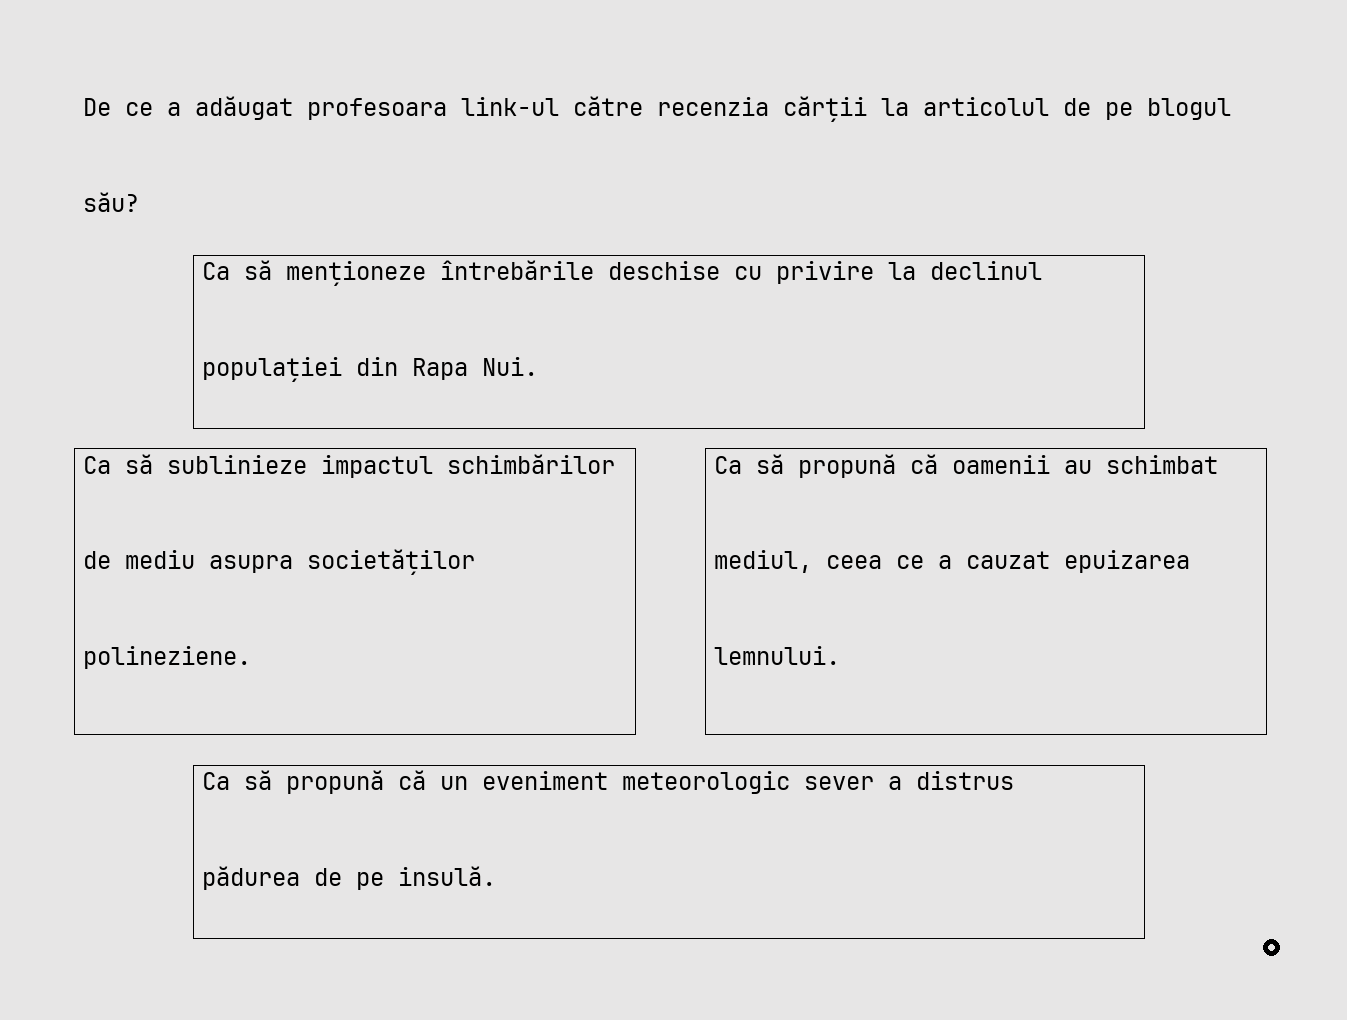 De ce a adăugat profesoara link-ul către recenzia cărții la articolul de pe blogul
său?
Ca să menționeze întrebările deschise cu privire la declinul
populației din Rapa Nui.
Ca să sublinieze impactul schimbărilor
de mediu asupra societăților
polineziene.
Ca să propună că oamenii au schimbat
mediul, ceea ce a cauzat epuizarea
lemnului.
Ca să propună că un eveniment meteorologic sever a distrus
pădurea de pe insulă.